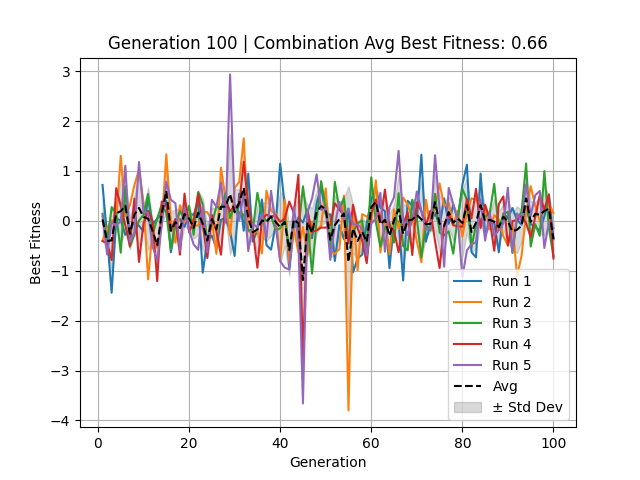 Generation 100 | Combination Avg Best Fitness: 0.66
3
2
1
0
−1
−2
−3
−4
Best Fitness
0 20 40 60 80 100
Generation
Run 1
Run 2
Run 3
Run 4
Run 5
Avg
± Std Dev